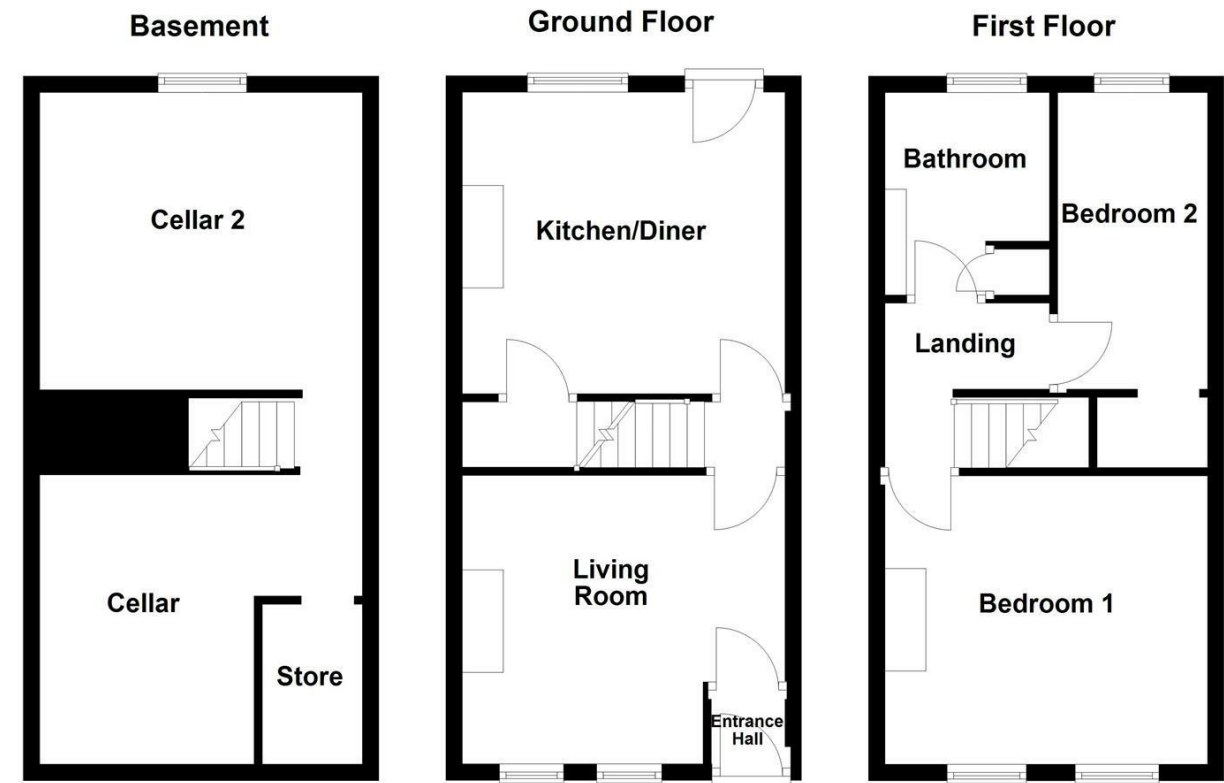 Basement
Cellar 2
Cellar
Store
Ground Floor
Kitchen/Diner
Living
Room
Entrance
Hall
First Floor
Bathroom
Bedroom 2
Landing
Bedroom 1